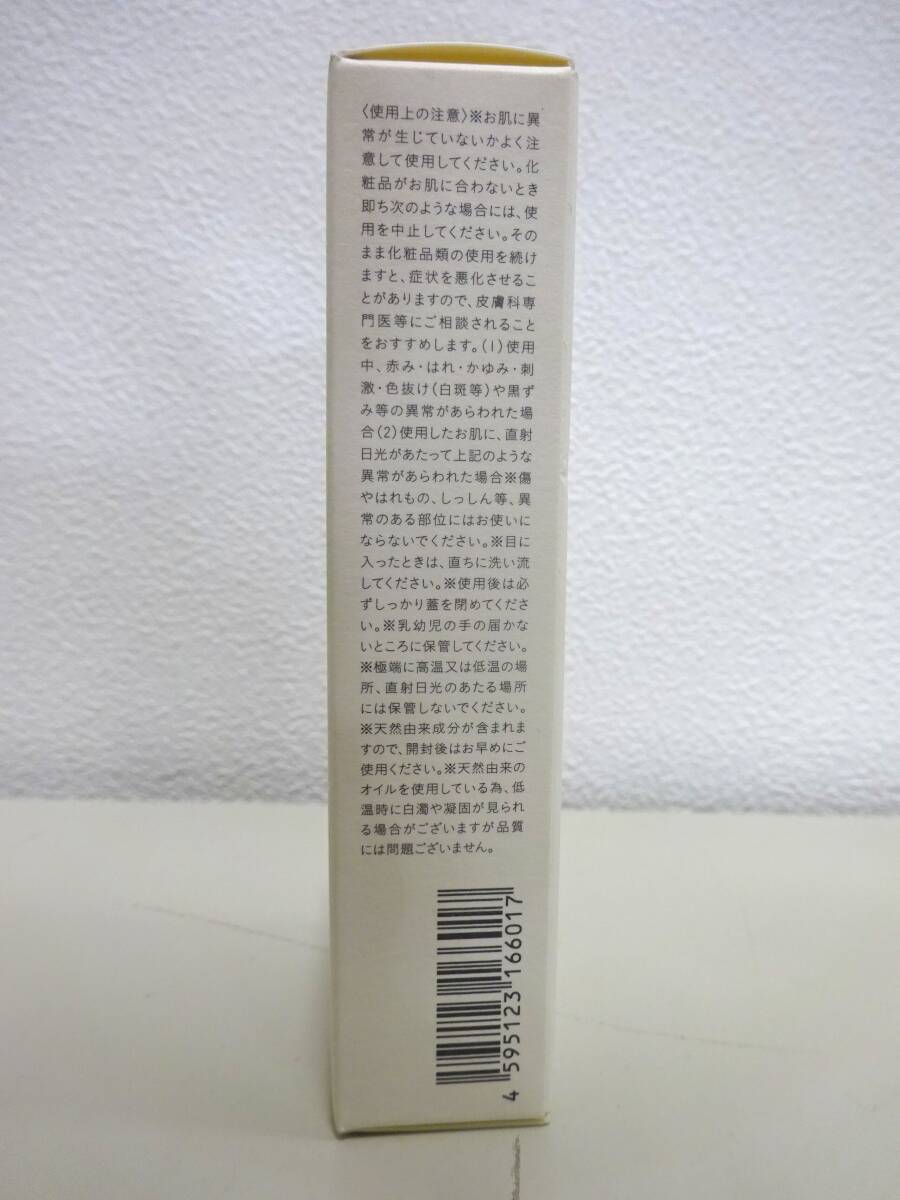 〈使用上の注意〉※お肌に異
常が生じていないかよく注
意して使用してください。化
粧品がお肌に合わないとき
即ち次のような場合には、使
用を中止してください。その
まま化粧品類の使用を続け
ますと、症状を悪化させるこ
とがありますので、皮膚科専
門医等にご相談されること
をおすすめします。(1)使用
中、赤み・はれ・かゆみ・刺
激・色抜け(白斑等)や黒ず
み等の異常があらわれた場
合(2)使用したお肌に、直射
日光があたって上記のような
異常があらわれた場合※傷
やはれもの、しっしん等、異
常のある部位にはお使いに
ならないでください。※目に
入ったときは、直ちに洗い流
してください。※使用後は必
ずしっかり蓋を閉めてくださ
い。※乳幼児の手の届かな
いところに保管してください。
※極端に高温又は低温の場
所、直射日光のあたる場所
には保管しないでください。
※天然由来成分が含まれま
すので、開封後はお早めにご
使用ください。※天然由来の
オイルを使用している為、低
温時に白濁や凝固が見られ
る場合がございますが品質
には問題ございません。
4 595123 166017